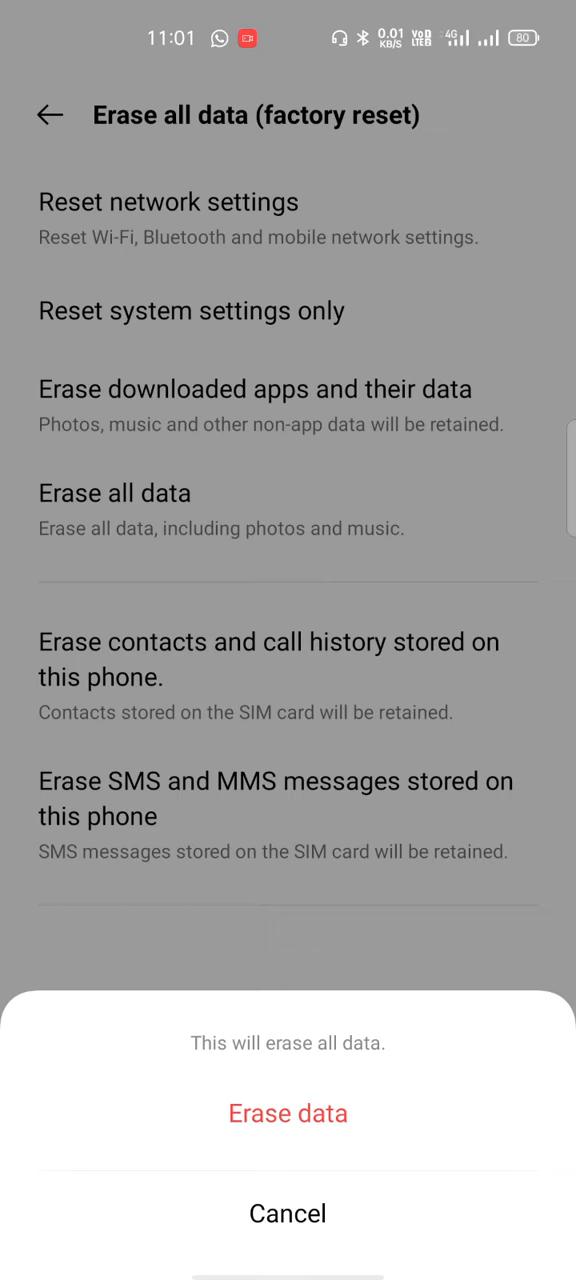 11:01 0.01 KB/S VoD LTE2 4G 80
Erase all data (factory reset)
Reset network settings
Reset Wi-Fi, Bluetooth and mobile network settings.
Reset system settings only
Erase downloaded apps and their data
Photos, music and other non-app data will be retained.
Erase all data
Erase all data, including photos and music.
Erase contacts and call history stored on
this phone.
Contacts stored on the SIM card will be retained.
Erase SMS and MMS messages stored on
this phone
SMS messages stored on the SIM card will be retained.
This will erase all data.
Erase data
Cancel